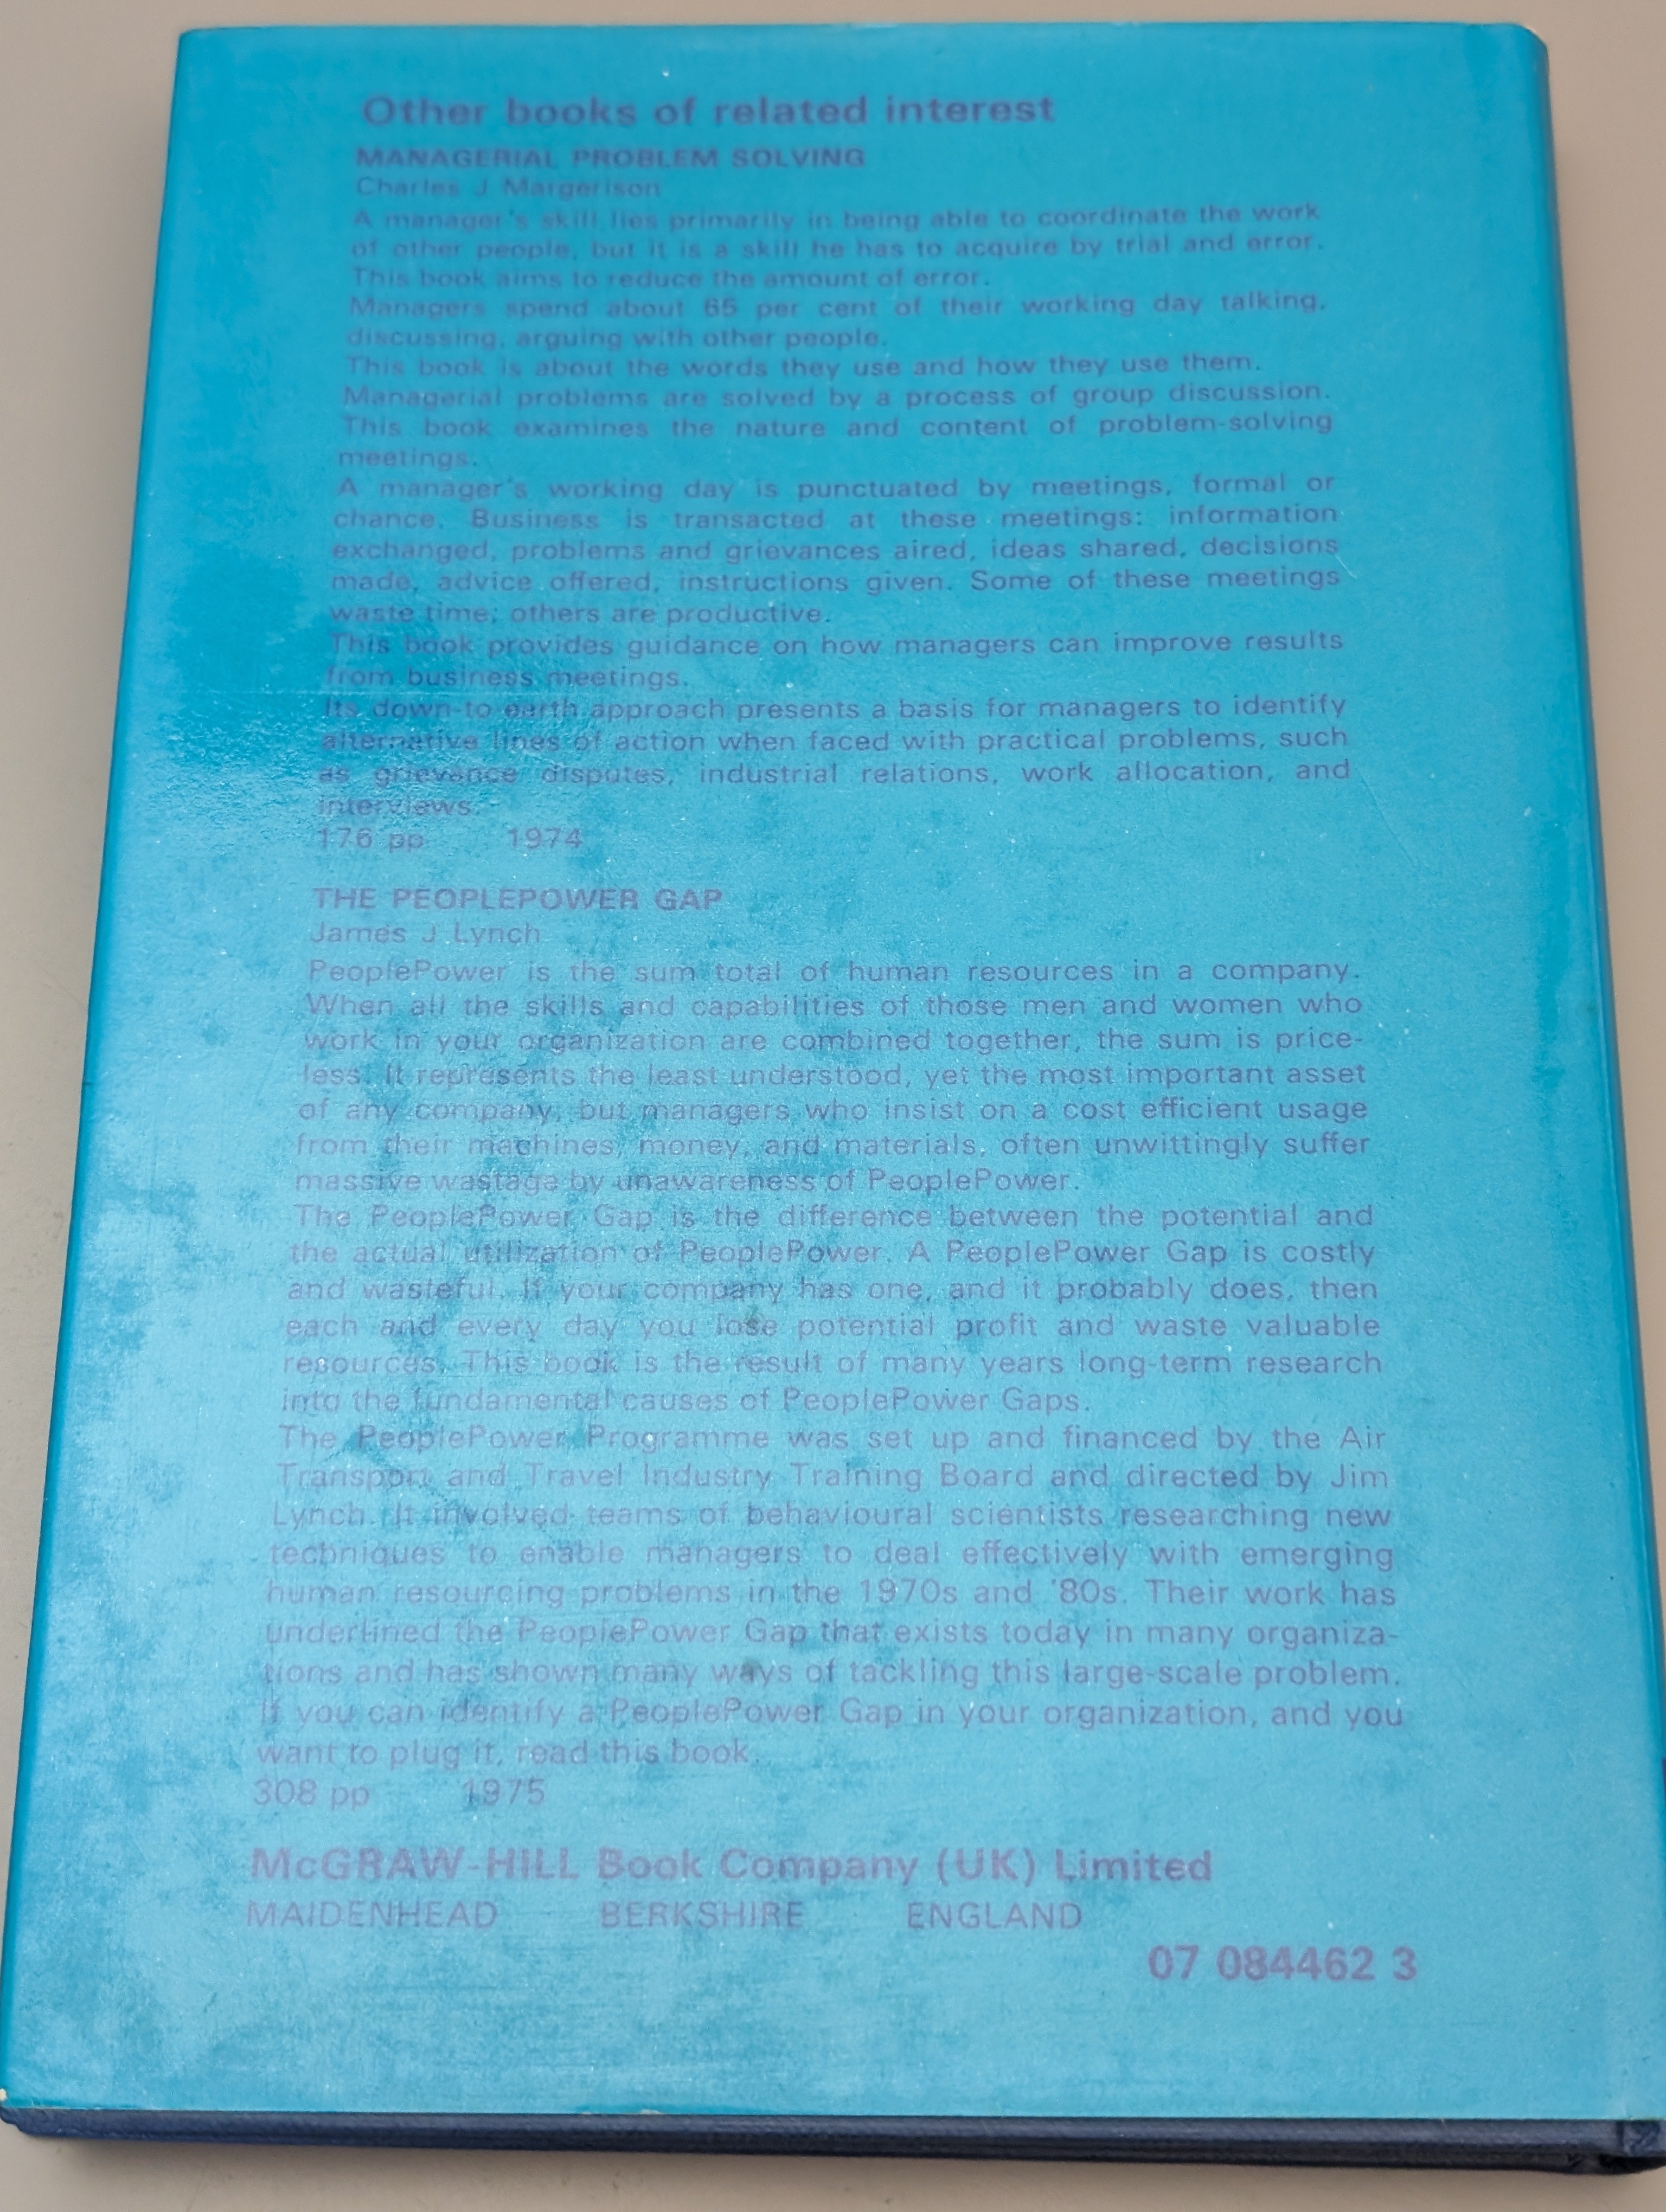 Other books of related interest
MANAGERIAL PROBLEM SOLVING
Charles J Margerison
A manager's skill lies primarily in being able to coordinate the work
of other people, but it is a skill he has to acquire by trial and error.
This book aims to reduce the amount of error.
Managers spend about 65 per cent of their working day talking,
discussing, arguing with other people.
This book is about the words they use and how they use them.
Managerial problems are solved by a process of group discussion.
This book examines the nature and content of problem-solving
meetings.
A manager's working day is punctuated by meetings, formal or
chance. Business is transacted at these meetings: information
exchanged, problems and grievances aired, ideas shared, decisions
made, advice offered, instructions given. Some of these meetings
waste time; others are productive.
This book provides guidance on how managers can improve results
from business meetings.
Its down-to-earth approach presents a basis for managers to identify
alternative lines of action when faced with practical problems, such
as grievance disputes, industrial relations, work allocation, and
interviews.
176 pp 1974
THE PEOPLEPOWER GAP
James J Lynch
PeoplePower is the sum total of human resources in a company.
When all the skills and capabilities of those men and women who
work in your organization are combined together, the sum is price-
less. It represents the least understood, yet the most important asset
of any company, but managers who insist on a cost efficient usage
from their machines, money, and materials, often unwittingly suffer
massive wastage by unawareness of PeoplePower.
The PeoplePower Gap is the difference between the potential and
the actual utilization of PeoplePower. A PeoplePower Gap is costly
and wasteful. If your company has one, and it probably does, then
each and every day you lose potential profit and waste valuable
resources. This book is the result of many years long-term research
into the fundamental causes of PeoplePower Gaps.
The PeoplePower Programme was set up and financed by the Air
Transport and Travel Industry Training Board and directed by Jim
Lynch. It involved teams of behavioural scientists researching new
techniques to enable managers to deal effectively with emerging
human resourcing problems in the 1970s and '80s. Their work has
underlined the PeoplePower Gap that exists today in many organiza-
tions and has shown many ways of tackling this large-scale problem.
If you can identify a PeoplePower Gap in your organization, and you
want to plug it, read this book.
308 pp 1975
McGRAW-HILL Book Company (UK) Limited
MAIDENHEAD BERKSHIRE ENGLAND
07 084462 3